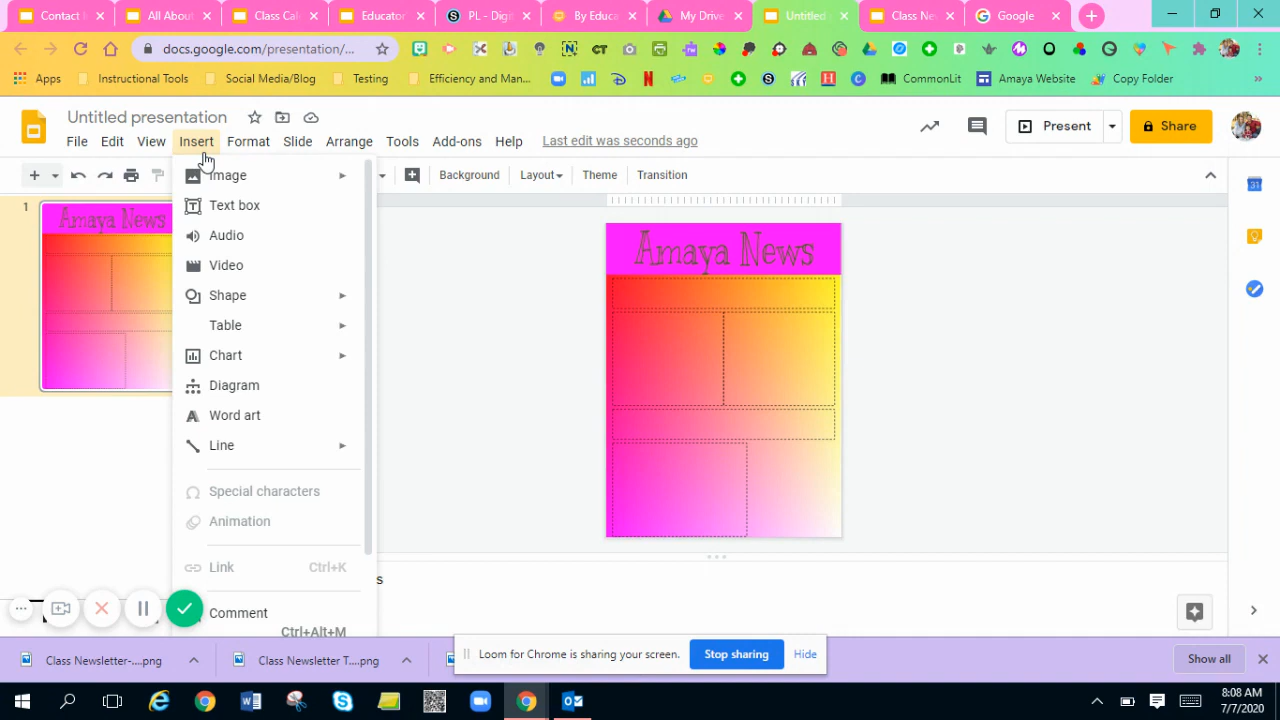 Contact
All About
Class Cal
Educator
PL - Digi
By Educa
My Drive
Untitled
Class Ne
Google
docs.google.com/presentation/...
Apps
Instructional Tools
Social Media/Blog
Testing
Efficiency and Man...
CommonLit
Amaya Website
Copy Folder
Untitled presentation
File Edit View Insert Format Slide Arrange Tools Add-ons Help Last edit was seconds ago
Present
Share
Background Layout Theme Transition
1
Amaya News
Amaya News
Image
Text box
Audio
Video
Shape
Table
Chart
Diagram
Word art
Line
Special characters
Animation
Link Ctrl+K
Comment
Ctrl+Alt+M
Class Newsletter-....png
Class Newsletter T....png
Loom for Chrome is sharing your screen. Stop sharing Hide
Show all
8:08 AM
7/7/2020